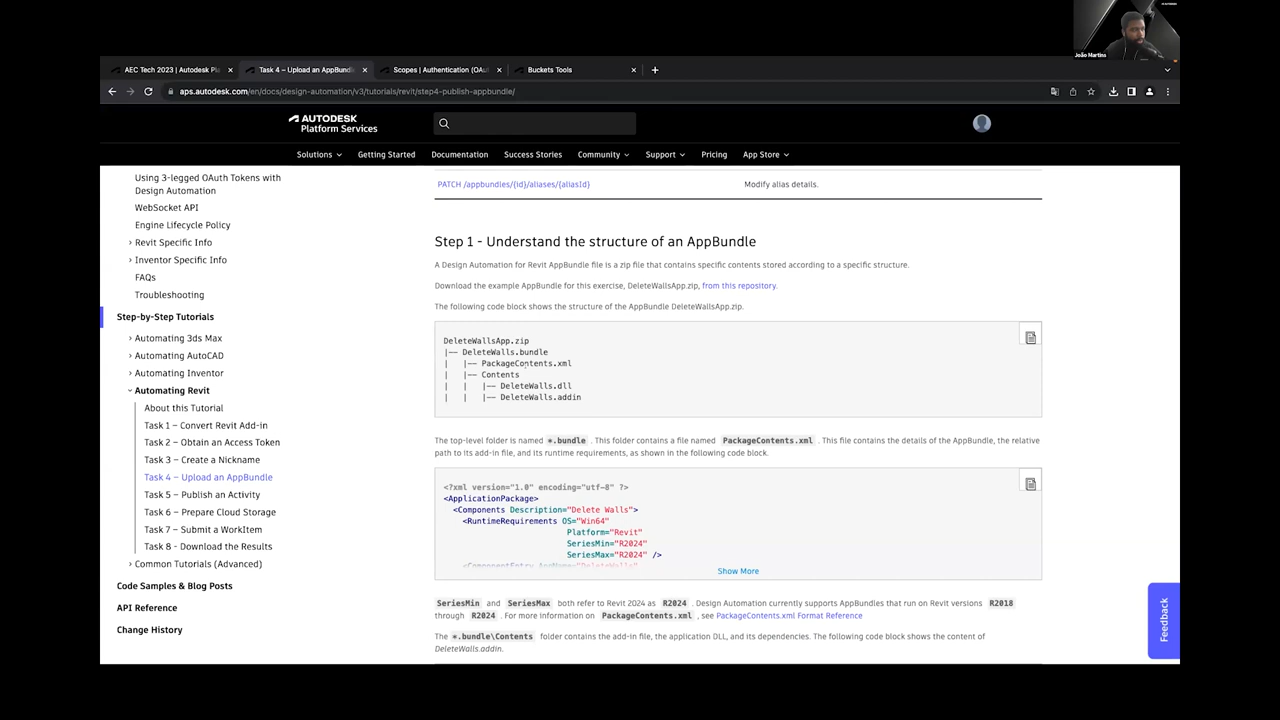 João Martins
AEC Tech 2023 | Autodesk Pl
Task 4 – Upload an AppBundl
Scopes | Authentication (OAu
Buckets Tools
aps.autodesk.com/en/docs/design-automation/v3/tutorials/revit/step4-publish-appbundle/
AUTODESK
Platform Services
Solutions
Getting Started
Documentation
Success Stories
Community
Support
Pricing
App Store
Using 3-legged OAuth Tokens with
Design Automation
WebSocket API
Engine Lifecycle Policy
Revit Specific Info
Inventor Specific Info
FAQs
Troubleshooting
Step-by-Step Tutorials
Automating 3ds Max
Automating AutoCAD
Automating Inventor
Automating Revit
About this Tutorial
Task 1 – Convert Revit Add-in
Task 2 – Obtain an Access Token
Task 3 – Create a Nickname
Task 4 – Upload an AppBundle
Task 5 – Publish an Activity
Task 6 – Prepare Cloud Storage
Task 7 – Submit a WorkItem
Task 8 - Download the Results
Common Tutorials (Advanced)
Code Samples & Blog Posts
API Reference
Change History
PATCH /appbundles/{id}/aliases/{aliasId} Modify alias details.
Step 1 - Understand the structure of an AppBundle
A Design Automation for Revit AppBundle file is a zip file that contains specific contents stored according to a specific structure.
Download the example AppBundle for this exercise, DeleteWallsApp.zip, from this repository.
The following code block shows the structure of the AppBundle DeleteWallsApp.zip.
DeleteWallsApp.zip
|-- DeleteWalls.bundle
| |-- PackageContents.xml
| |-- Contents
| | |-- DeleteWalls.dll
| | |-- DeleteWalls.addin
The top-level folder is named *.bundle . This folder contains a file named PackageContents.xml . This file contains the details of the AppBundle, the relative
path to its add-in file, and its runtime requirements, as shown in the following code block.
<?xml version="1.0" encoding="utf-8" ?>
<ApplicationPackage>
<Components Description="Delete Walls">
<RuntimeRequirements OS="Win64"
Platform="Revit"
SeriesMin="R2024"
SeriesMax="R2024" />
<ComponentEntry AppName="DeleteWalls"
Show More
SeriesMin and SeriesMax both refer to Revit 2024 as R2024 . Design Automation currently supports AppBundles that run on Revit versions R2018
through R2024 . For more information on PackageContents.xml , see PackageContents.xml Format Reference
The *.bundle\Contents folder contains the add-in file, the application DLL, and its dependencies. The following code block shows the content of
DeleteWalls.addin.
Feedback